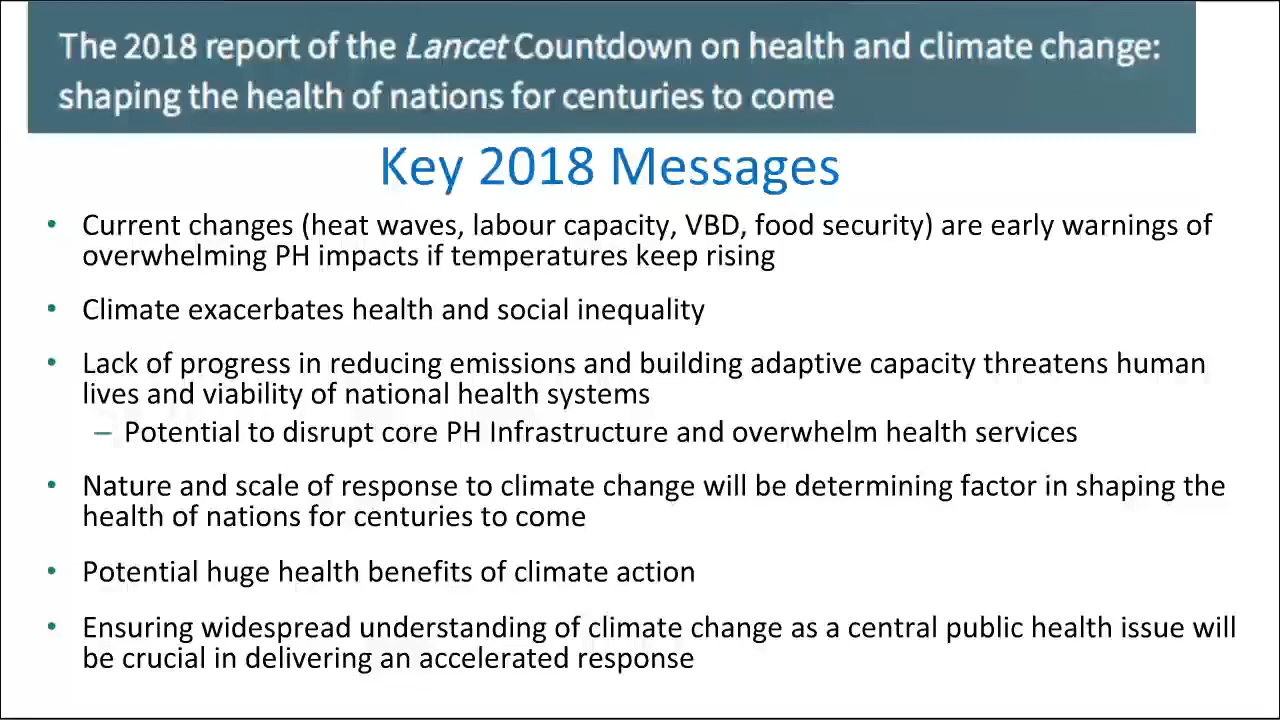 The 2018 report of the Lancet Countdown on health and climate change:
shaping the health of nations for centuries to come
Key 2018 Messages
• Current changes (heat waves, labour capacity, VBD, food security) are early warnings of
overwhelming PH impacts if temperatures keep rising
• Climate exacerbates health and social inequality
• Lack of progress in reducing emissions and building adaptive capacity threatens human
lives and viability of national health systems
– Potential to disrupt core PH Infrastructure and overwhelm health services
• Nature and scale of response to climate change will be determining factor in shaping the
health of nations for centuries to come
• Potential huge health benefits of climate action
• Ensuring widespread understanding of climate change as a central public health issue will
be crucial in delivering an accelerated response